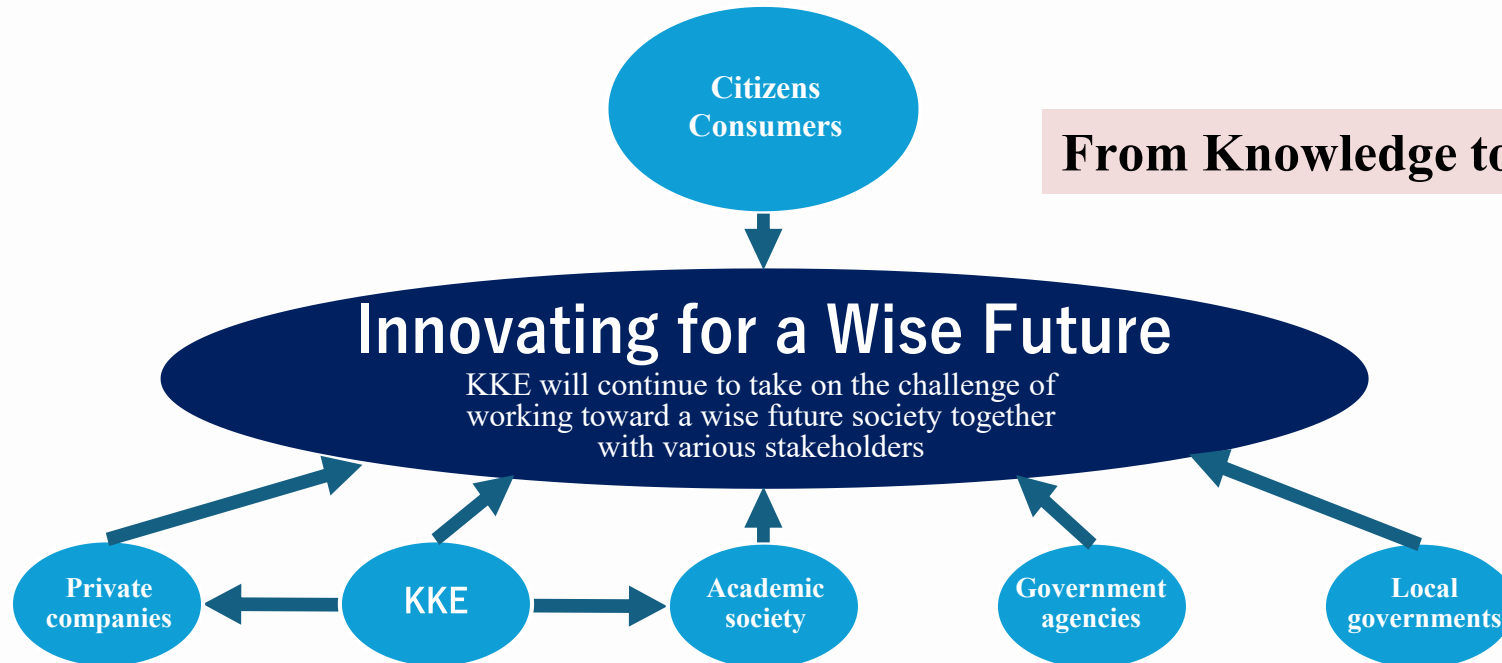 Citizens
Consumers
From Knowledge to
Innovating for a Wise Future
KKE will continue to take on the challenge of
working toward a wise future society together
with various stakeholders
Private
companies
KKE
Academic
society
Government
agencies
Local
governments